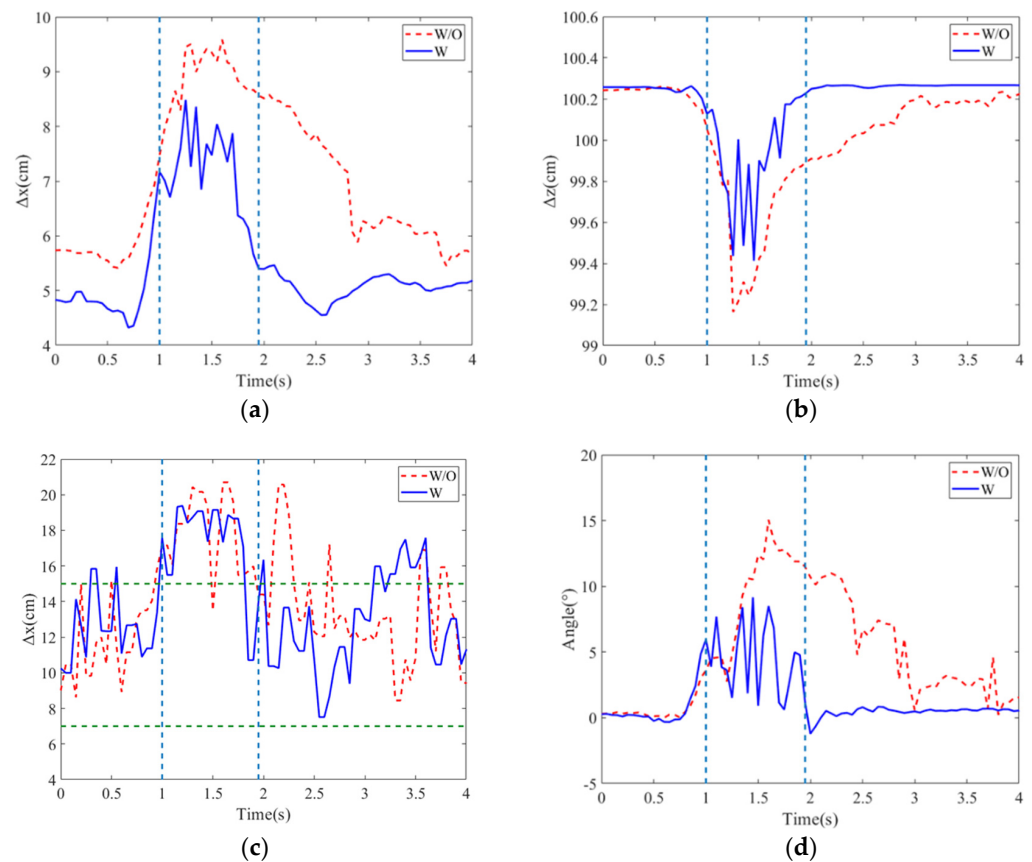 10
9
8
7
6
5
4
Δx(cm)
W/O
W
0 0.5 1 1.5 2 2.5 3 3.5 4
Time(s)
(a)
100.6
100.4
100.2
100
99.8
99.6
99.4
99.2
99
Δz(cm)
W/O
W
0 0.5 1 1.5 2 2.5 3 3.5 4
Time(s)
(b)
22
20
18
16
14
12
10
8
6
4
Δx(cm)
W/O
W
0 0.5 1 1.5 2 2.5 3 3.5 4
Time(s)
(c)
20
15
10
5
0
-5
Angle(°)
W/O
W
0 0.5 1 1.5 2 2.5 3 3.5 4
Time(s)
(d)